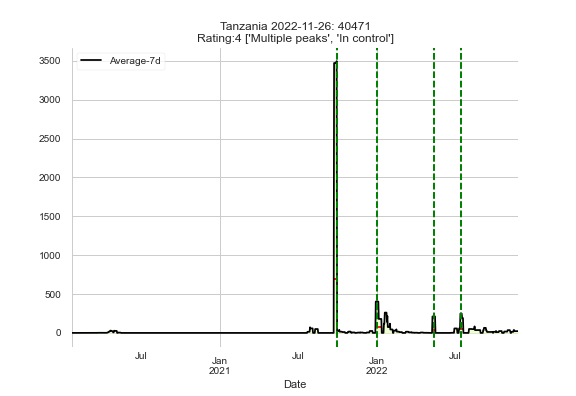 Tanzania 2022-11-26: 40471
Rating:4 ['Multiple peaks', 'In control']
Average-7d
3500
3000
2500
2000
1500
1000
500
0
Jul
Jan
2021
Jul
Jan
2022
Jul
Date